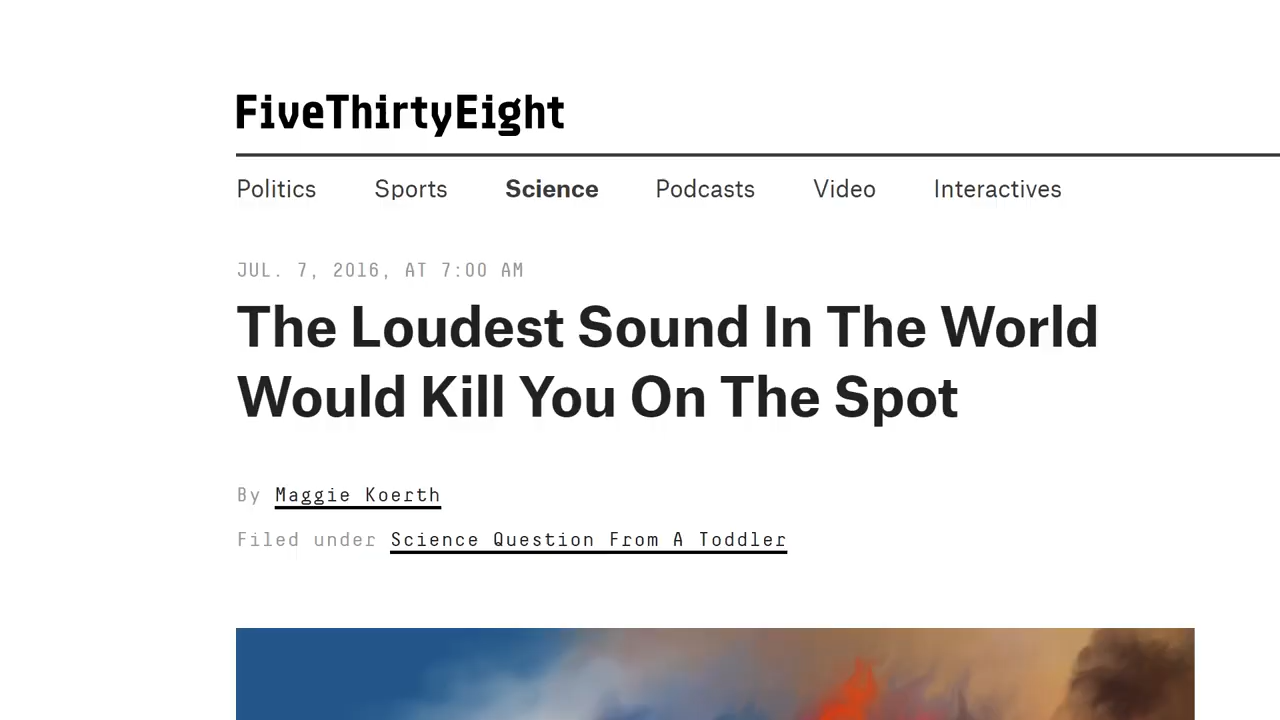 FiveThirtyEight
Politics Sports Science Podcasts Video Interactives
JUL. 7, 2016, AT 7:00 AM
The Loudest Sound In The World
Would Kill You On The Spot
By Maggie Koerth
Filed under Science Question From A Toddler